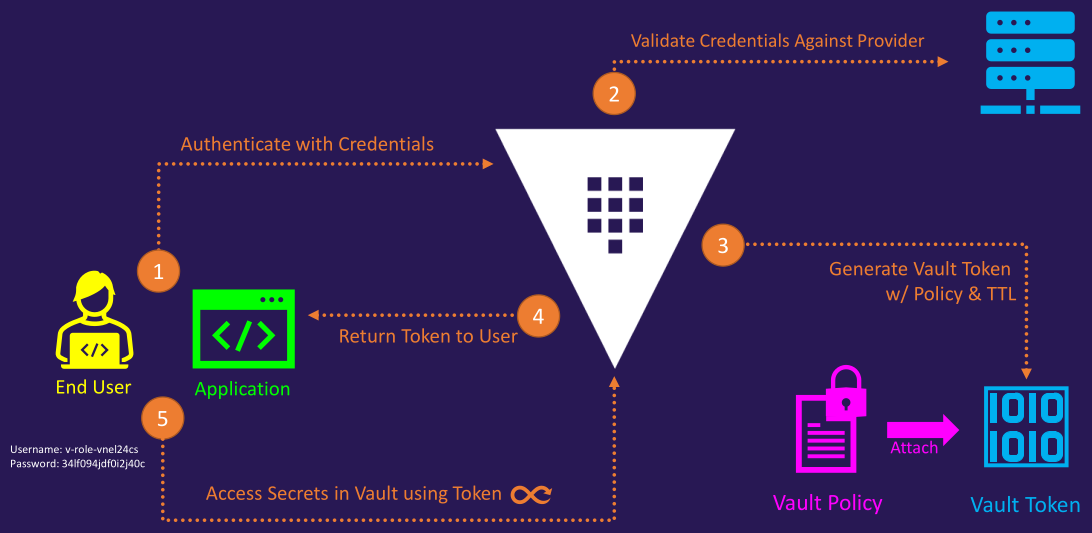 Validate Credentials Against Provider
2
Authenticate with Credentials
1
3
Generate Vault Token
w/ Policy & TTL
4
Return Token to User
</>
</>
End User
Application
5
Username: v-role-vnel24cs
Password: 34lf094jdf0i2j40c
Access Secrets in Vault using Token
Attach
1010
1010
Vault Policy
Vault Token